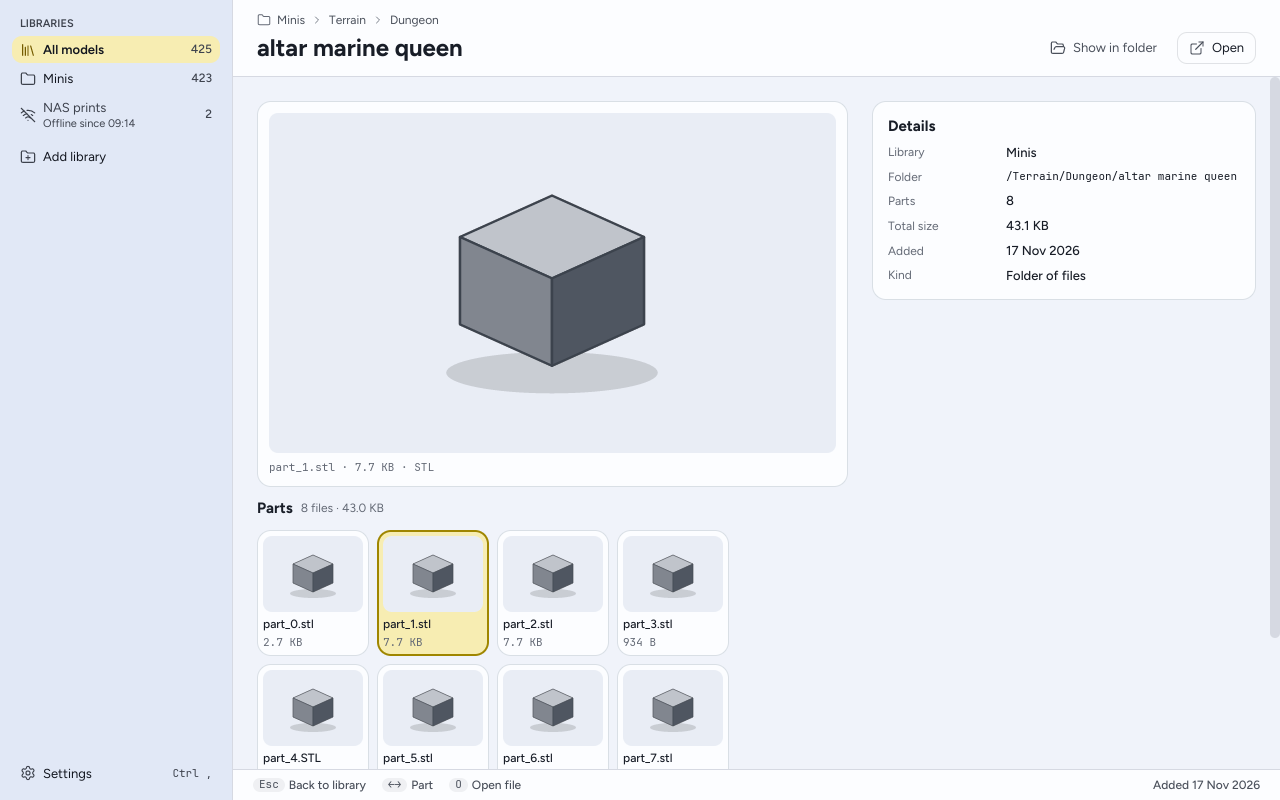 LIBRARIES
All models 425
Minis 423
NAS prints 2
Offline since 09:14
Add library
Settings Ctrl ,
Minis > Terrain > Dungeon
altar marine queen
Show in folder
Open
part_1.stl · 7.7 KB · STL
Details
Library Minis
Folder /Terrain/Dungeon/altar marine queen
Parts 8
Total size 43.1 KB
Added 17 Nov 2026
Kind Folder of files
Parts 8 files · 43.0 KB
part_0.stl
2.7 KB
part_1.stl
7.7 KB
part_2.stl
7.7 KB
part_3.stl
934 B
part_4.STL
part_5.stl
part_6.stl
part_7.stl
Esc Back to library ↔ Part O Open file
Added 17 Nov 2026